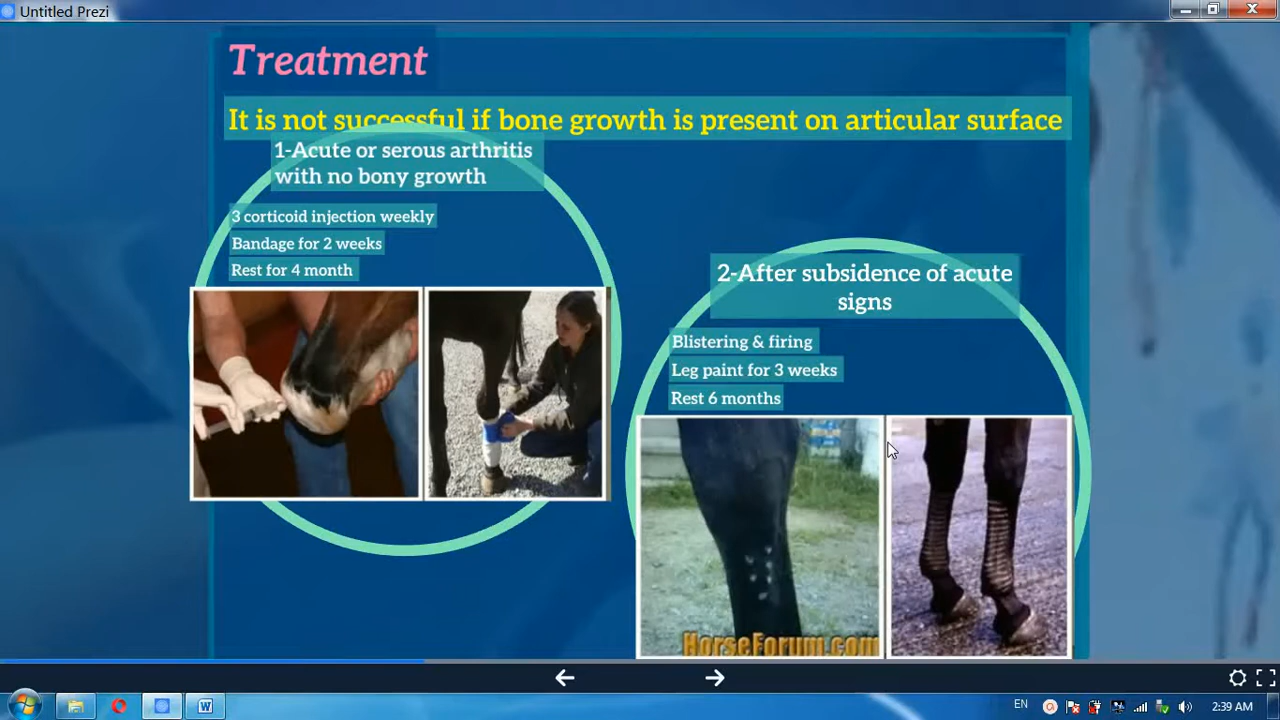 Untitled Prezi
Treatment
It is not successful if bone growth is present on articular surface
1-Acute or serous arthritis
with no bony growth
3 corticoid injection weekly
Bandage for 2 weeks
Rest for 4 month
2-After subsidence of acute
signs
Blistering & firing
Leg paint for 3 weeks
Rest 6 months
HorseForum.com
EN
2:39 AM